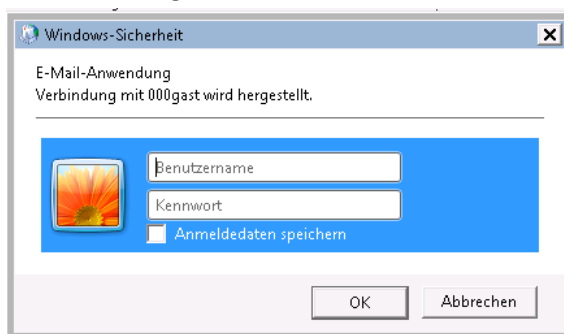 Windows-Sicherheit
E-Mail-Anwendung
Verbindung mit 000gast wird hergestellt.
Benutzername
Kennwort
Anmeldedaten speichern
OK
Abbrechen